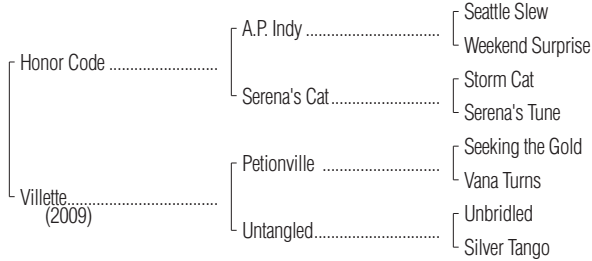 Seattle Slew
A.P. Indy ..........................
Weekend Surprise
Honor Code ..........................
Storm Cat
Serena's Cat..........................
Serena's Tune
Seeking the Gold
Petionville ..........................
Vana Turns
Villette....................................
(2009)
Unbridled
Untangled..............................
Silver Tango